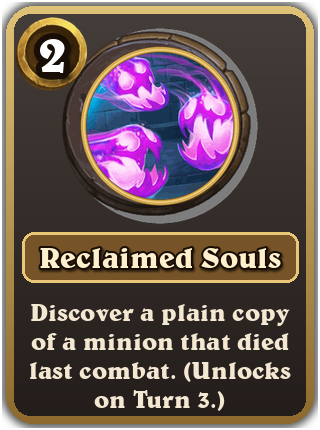 2
Reclaimed Souls
Discover a plain copy
of a minion that died
last combat. (Unlocks
on Turn 3.)